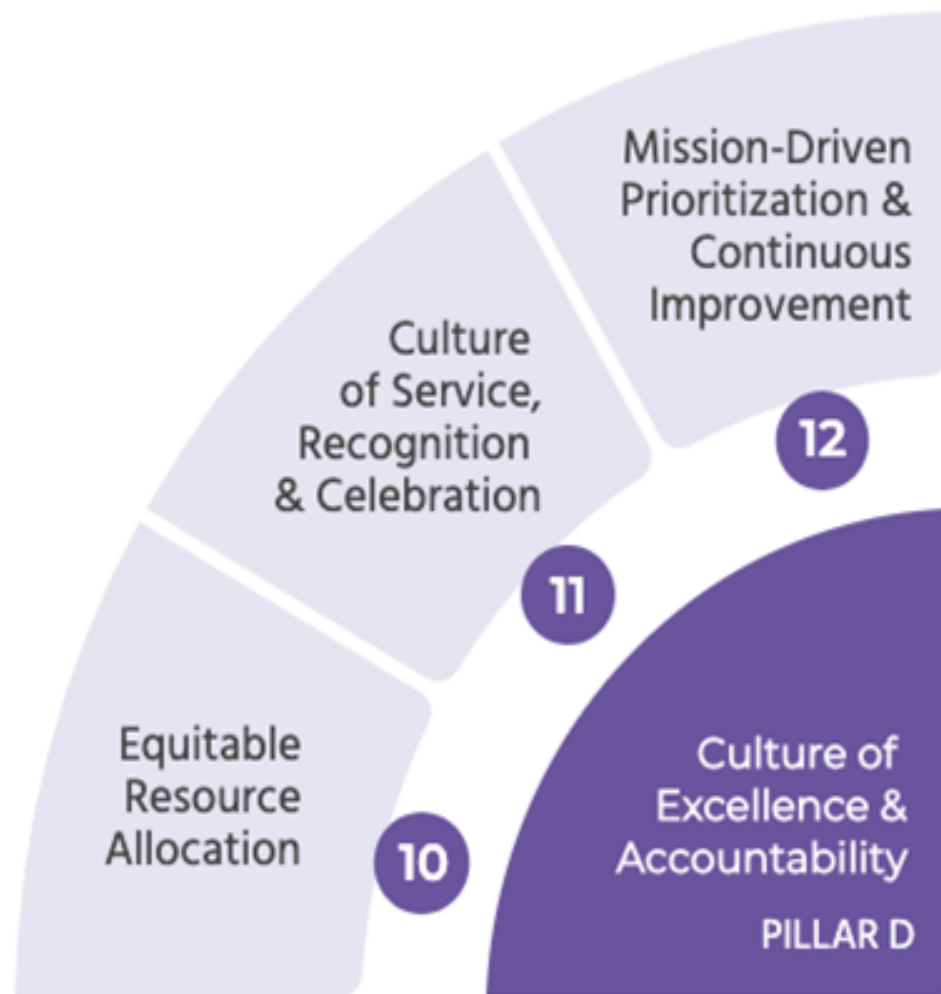 Mission-Driven
Prioritization &
Continuous
Improvement
12
Culture
of Service,
Recognition
& Celebration
11
Equitable
Resource
Allocation
10
Culture of
Excellence &
Accountability
PILLAR D